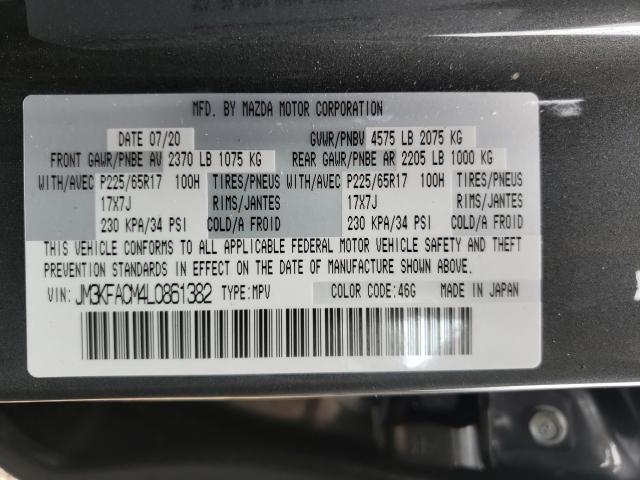 MFD. BY MAZDA MOTOR CORPORATION
DATE 07/20 GVWR/PNBV 4575 LB 2075 KG
FRONT GAWR/PNBE AV 2370 LB 1075 KG REAR GAWR/PNBE AR 2205 LB 1000 KG
WITH/AVEC P225/65R17 100H TIRES/PNEUS WITH/AVEC P225/65R17 100H TIRES/PNEUS
17X7J RIMS/JANTES 17X7J RIMS/JANTES
230 KPA/34 PSI COLD/A FROID 230 KPA/34 PSI COLD/A FROID
THIS VEHICLE CONFORMS TO ALL APPLICABLE FEDERAL MOTOR VEHICLE SAFETY AND THEFT
PREVENTION STANDARDS IN EFFECT ON THE DATE OF MANUFACTURE SHOWN ABOVE.
VIN: JM3KFACM4L0861382 TYPE:MPV COLOR CODE:46G MADE IN JAPAN